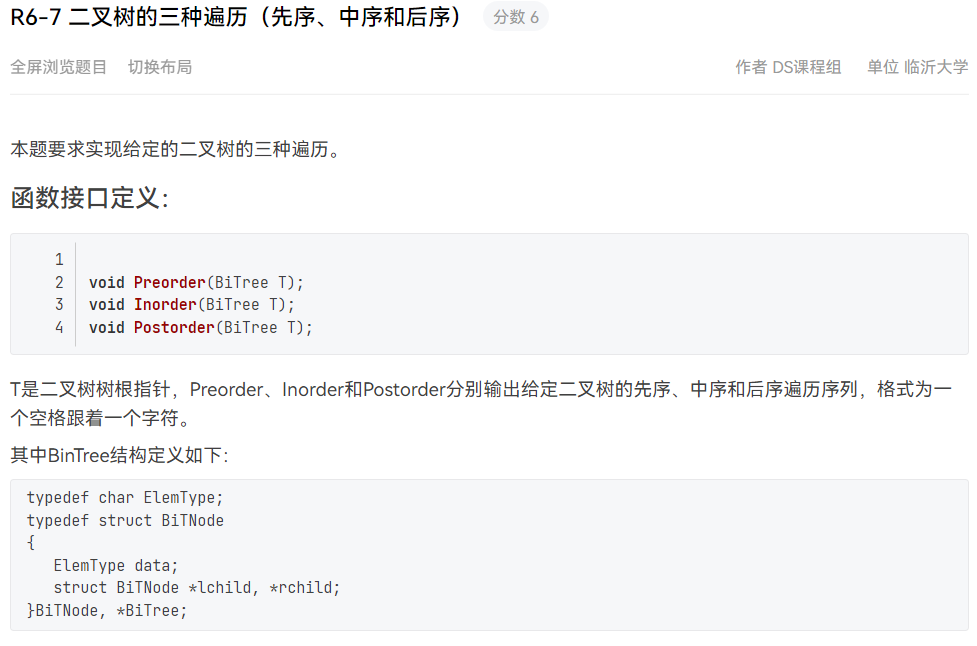 R6-7 二叉树的三种遍历（先序、中序和后序） 分数 6
全屏浏览题目 切换布局 作者 DS课程组 单位 临沂大学
本题要求实现给定的二叉树的三种遍历。
函数接口定义：
1
2 void Preorder(BiTree T);
3 void Inorder(BiTree T);
4 void Postorder(BiTree T);
T是二叉树树根指针，Preorder、Inorder和Postorder分别输出给定二叉树的先序、中序和后序遍历序列，格式为一
个空格跟着一个字符。
其中BinTree结构定义如下：
typedef char ElemType;
typedef struct BiTNode
{
   ElemType data;
   struct BiTNode *lchild, *rchild;
}BiTNode, *BiTree;